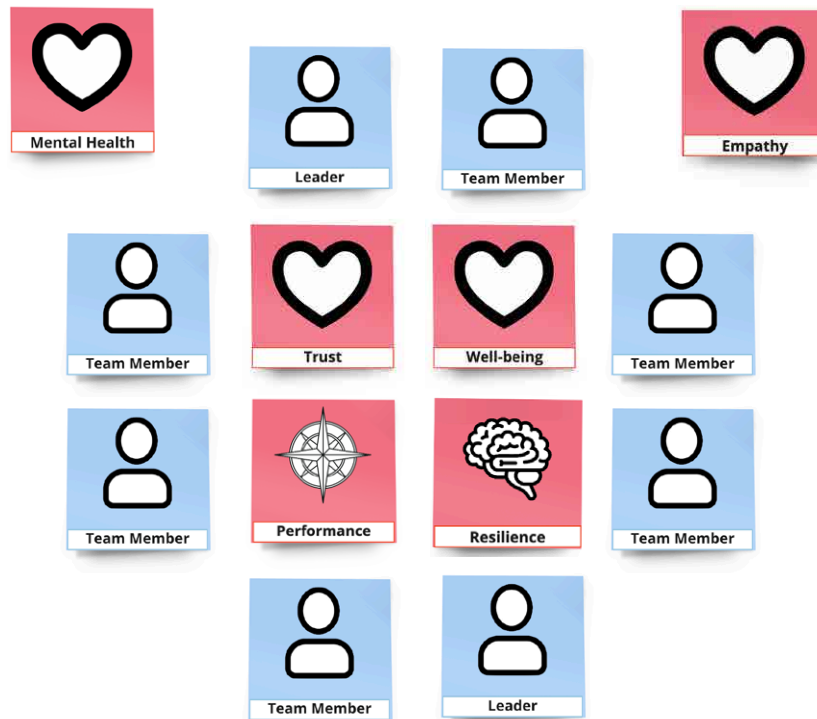 Mental Health
Leader
Team Member
Empathy
Team Member
Trust
Well-being
Team Member
Team Member
Performance
Resilience
Team Member
Team Member
Leader